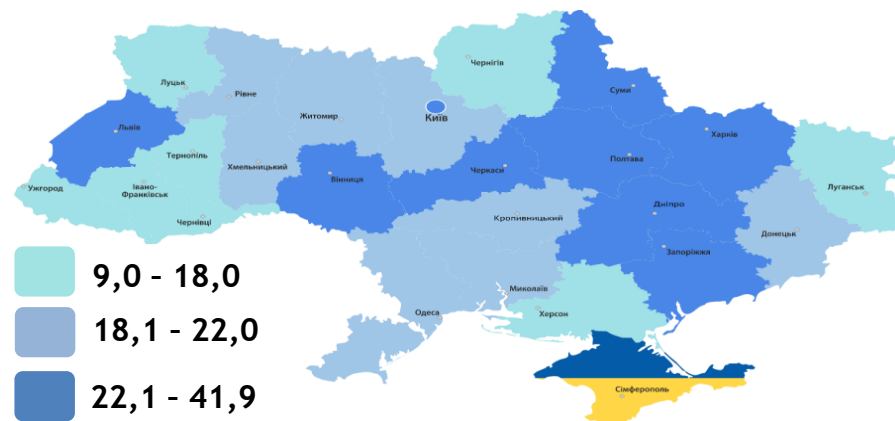 Чернігів
Луцьк
Рівне
Суми
Житомир
Київ
Львів
Харків
Тернопіль
Хмельницький
Черкаси
Полтава
Вінниця
Ужгород
Івано-
Франківськ
Луганськ
Чернівці
Кропивницький
Дніпро
Донецьк
Запоріжжя
Миколаїв
Одеса
Херсон
Сімферополь
9,0 - 18,0
18,1 - 22,0
22,1 - 41,9